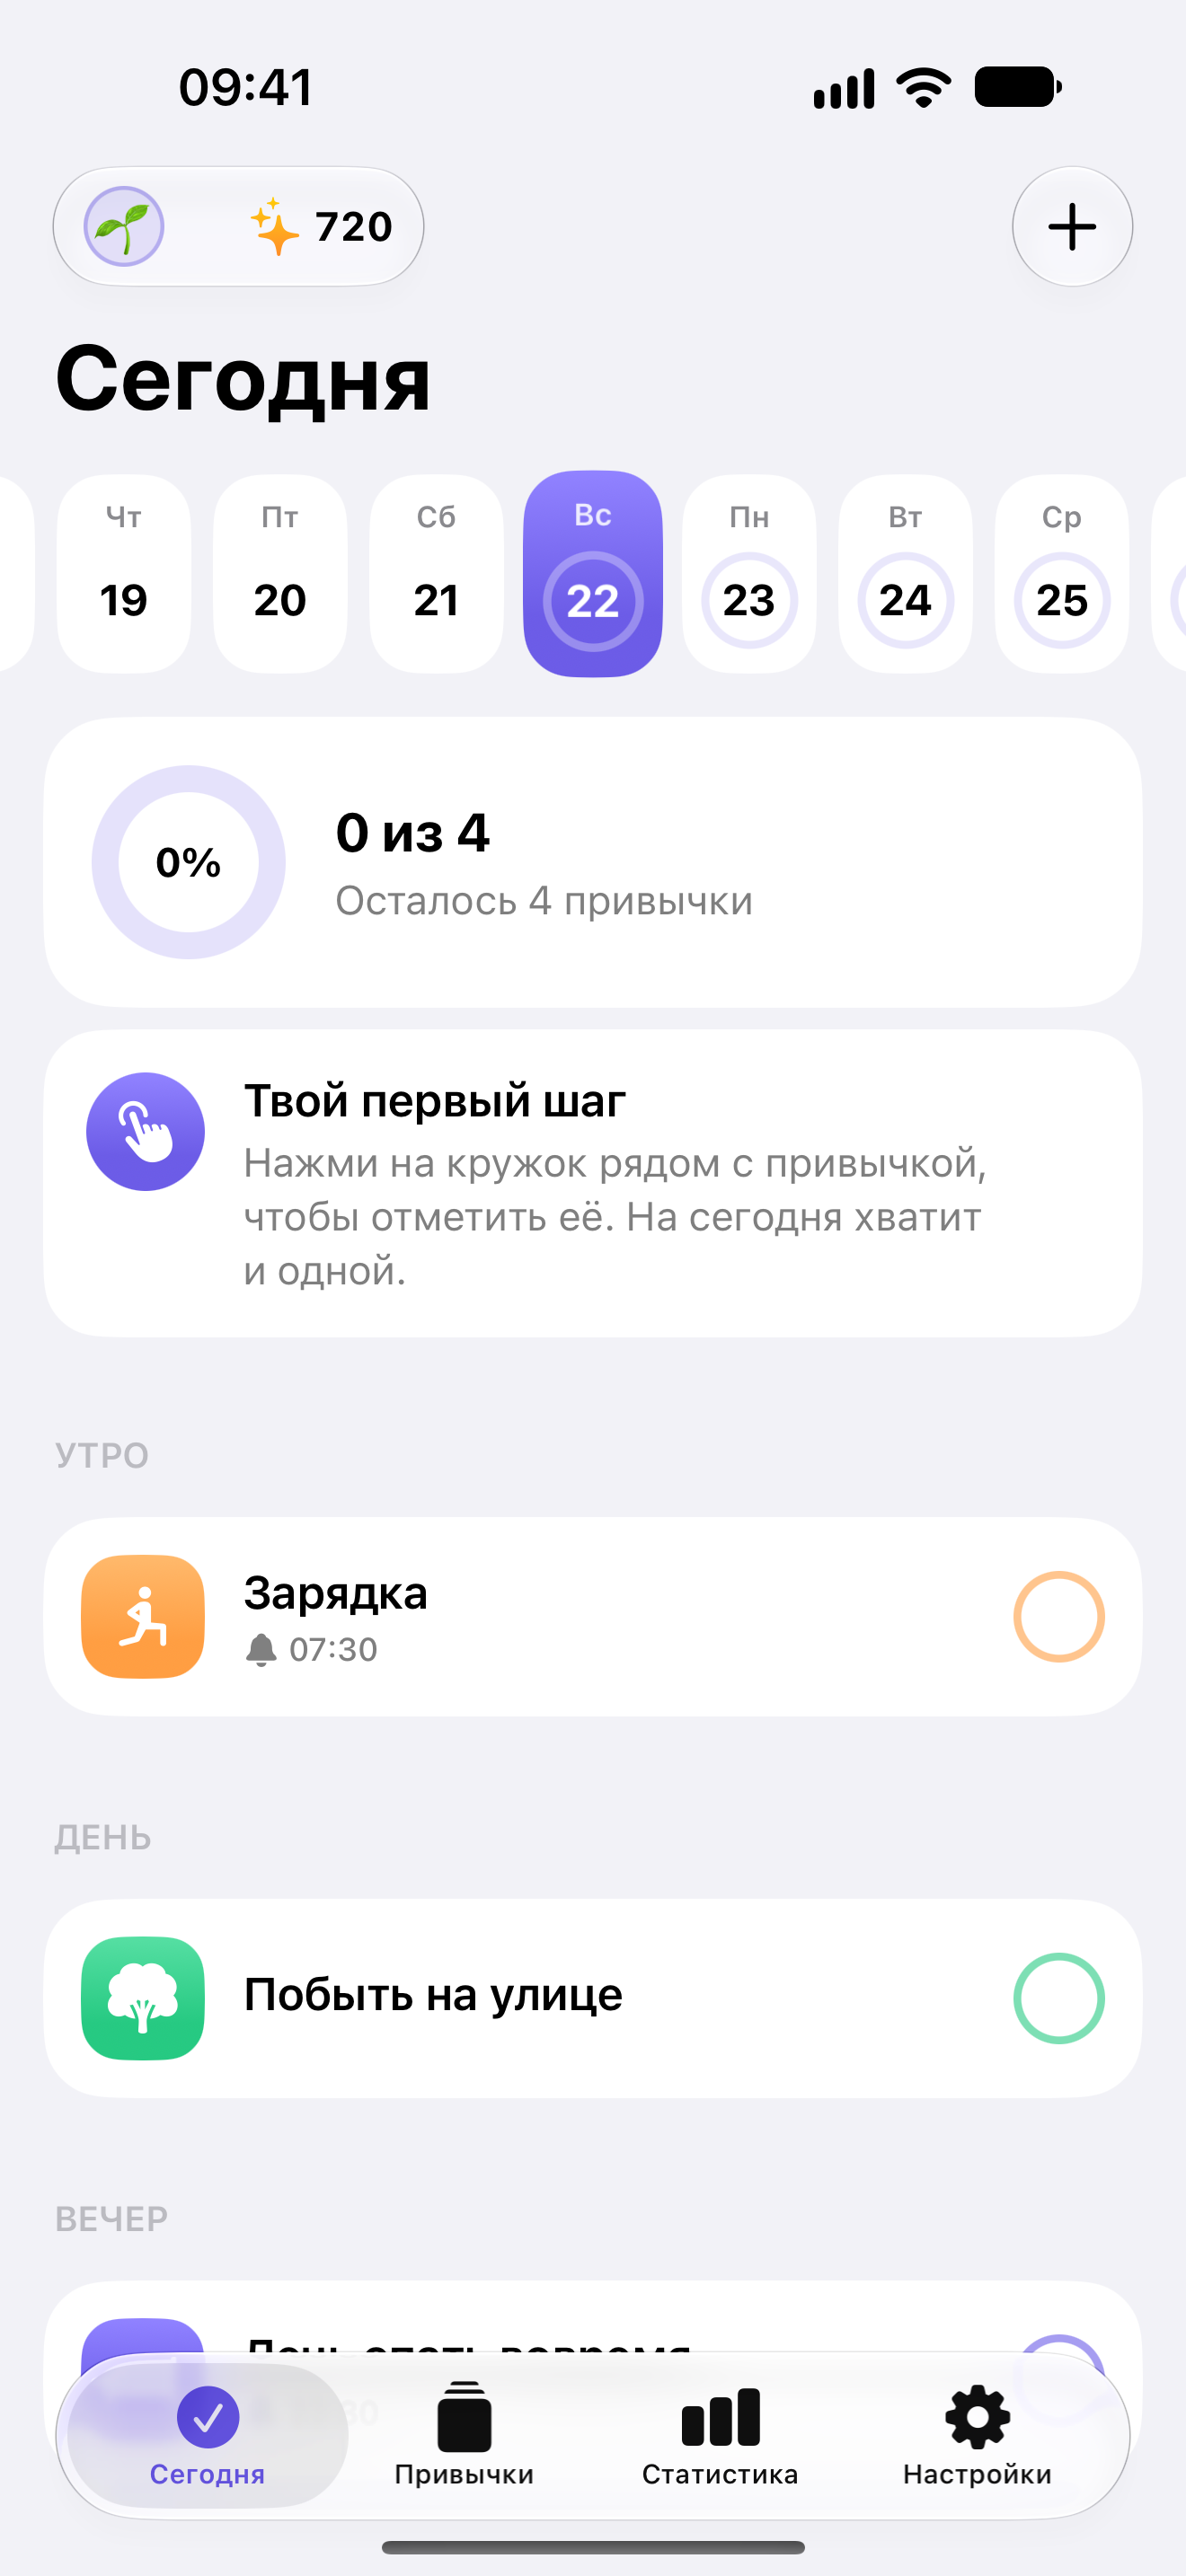 09:41
720
Сегодня
Чт Пт Сб Вс Пн Вт Ср
19 20 21 22 23 24 25
0%
0 из 4
Осталось 4 привычки
Твой первый шаг
Нажми на кружок рядом с привычкой,
чтобы отметить её. На сегодня хватит
и одной.
УТРО
Зарядка
07:30
ДЕНЬ
Побыть на улице
ВЕЧЕР
Сегодня Привычки Статистика Настройки